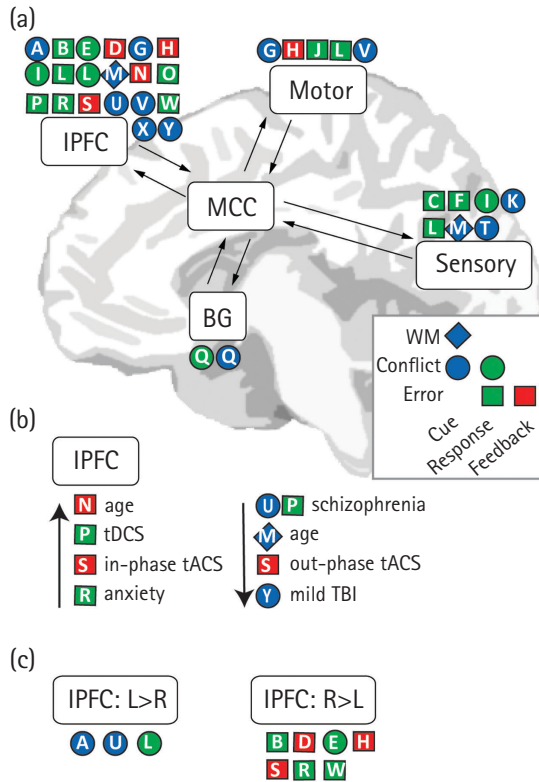 (a)
A B E D G H
I L L M N O
P R S U V W
X Y
lPFC
G H J L V
Motor
MCC
C F I K
L M T
Sensory
BG
Q Q
WM
Conflict
Error
Cue
Response
Feedback
(b)
lPFC
N age
P tDCS
S in-phase tACS
R anxiety
U P schizophrenia
M age
S out-phase tACS
Y mild TBI
(c)
lPFC: L>R
A U L
lPFC: R>L
B D E H
S R W